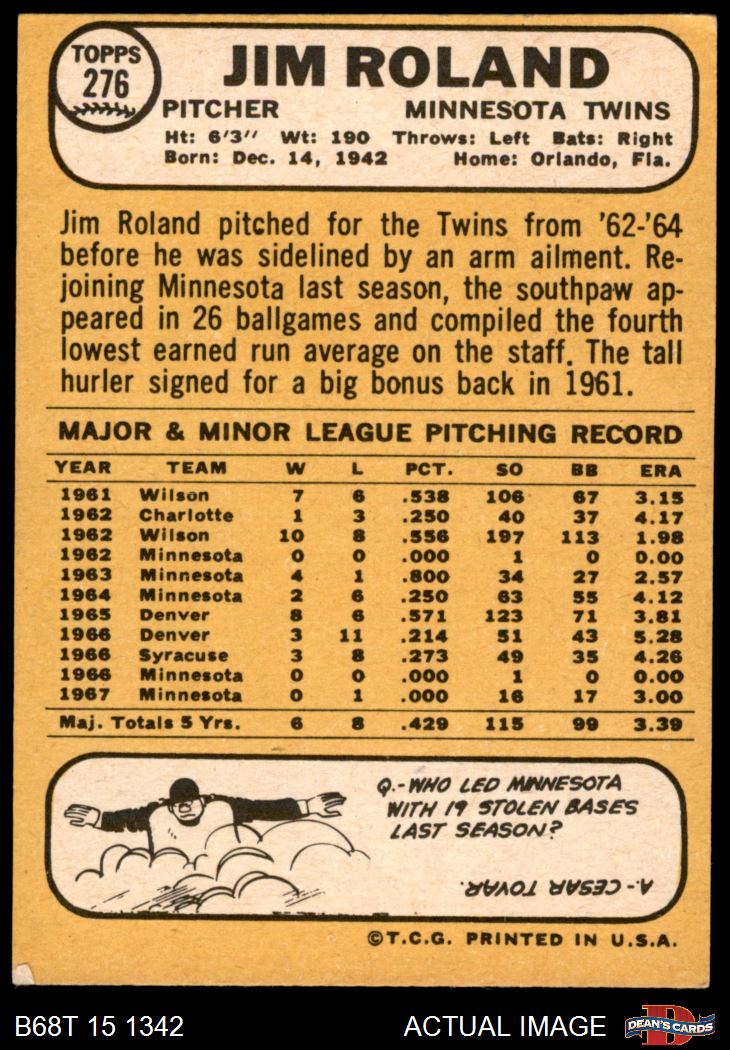 TOPPS
276
JIM ROLAND
PITCHER MINNESOTA TWINS
Ht: 6'3" Wt: 190 Throws: Left Bats: Right
Born: Dec. 14, 1942 Home: Orlando, Fla.
Jim Roland pitched for the Twins from '62-'64
before he was sidelined by an arm ailment. Re-
joining Minnesota last season, the southpaw ap-
peared in 26 ballgames and compiled the fourth
lowest earned run average on the staff. The tall
hurler signed for a big bonus back in 1961.
MAJOR & MINOR LEAGUE PITCHING RECORD
YEAR TEAM W L PCT. SO BB ERA
1961 Wilson 7 6 .538 106 67 3.15
1962 Charlotte 1 3 .250 40 37 4.17
1962 Wilson 10 8 .556 197 113 1.98
1962 Minnesota 0 0 .000 1 0 0.00
1963 Minnesota 4 1 .800 34 27 2.57
1964 Minnesota 2 6 .250 63 55 4.12
1965 Denver 8 6 .571 123 71 3.81
1966 Denver 3 11 .214 51 43 5.28
1966 Syracuse 3 8 .273 49 35 4.26
1966 Minnesota 0 0 .000 1 0 0.00
1967 Minnesota 0 1 .000 16 17 3.00
Maj. Totals 5 Yrs. 6 8 .429 115 99 3.39
Q.-WHO LED MINNESOTA
WITH 19 STOLEN BASES
LAST SEASON?
A.-CESAR TOVAR.
©T.C.G. PRINTED IN U.S.A.
B68T 15 1342 ACTUAL IMAGE
D
DEAN'S CARDS